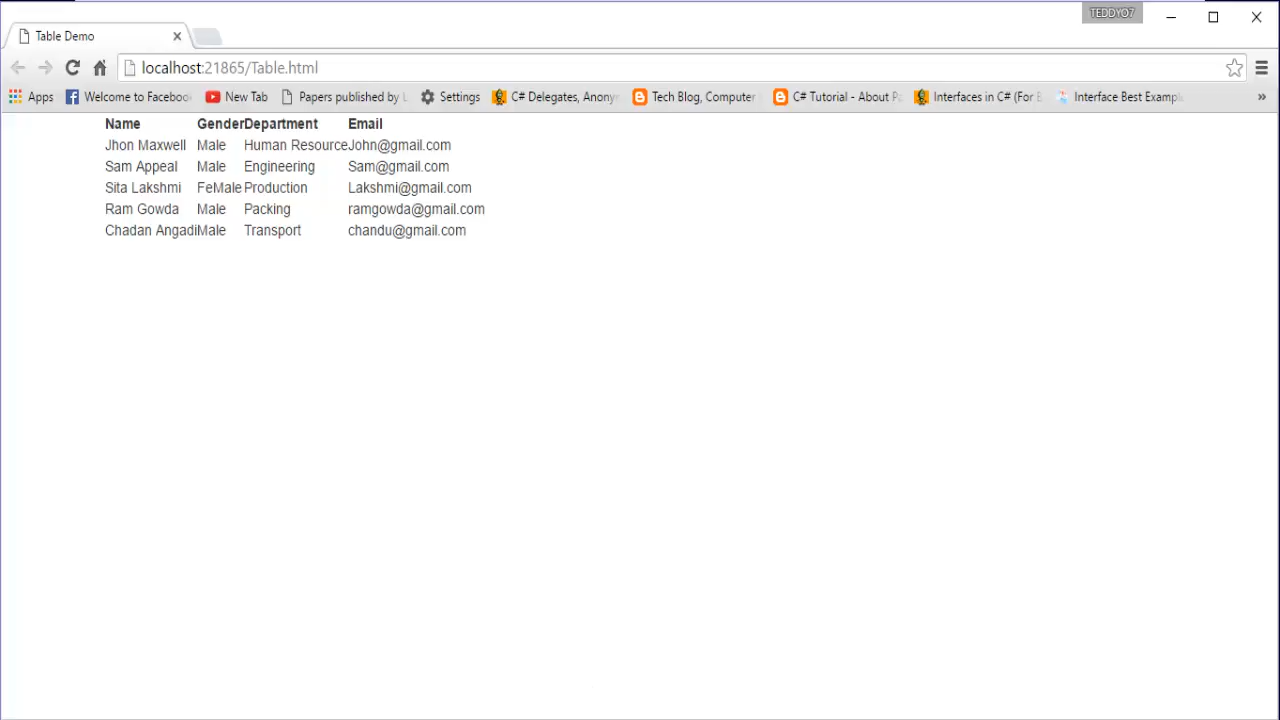 TEDDYO7
Table Demo
localhost:21865/Table.html
Apps Welcome to Faceboo New Tab Papers published by Settings C# Delegates, Anony Tech Blog, Computer C# Tutorial - About P Interfaces in C# (For Interface Best Exampl »
Name Gender Department Email
Jhon Maxwell Male Human Resource John@gmail.com
Sam Appeal Male Engineering Sam@gmail.com
Sita Lakshmi FeMale Production Lakshmi@gmail.com
Ram Gowda Male Packing ramgowda@gmail.com
Chadan Angadi Male Transport chandu@gmail.com